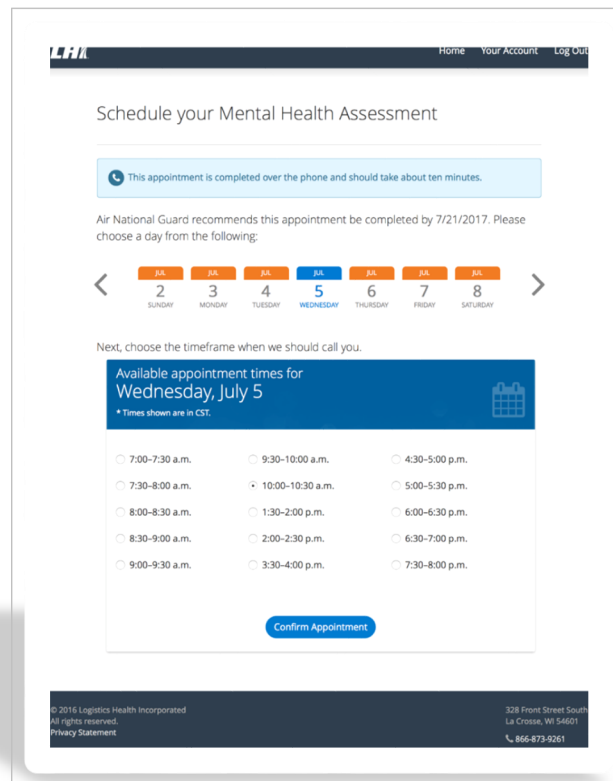 LHI.
Home Your Account Log Out
Schedule your Mental Health Assessment
This appointment is completed over the phone and should take about ten minutes.
Air National Guard recommends this appointment be completed by 7/21/2017. Please
choose a day from the following:
JUL JUL JUL JUL JUL JUL JUL
2 3 4 5 6 7 8
SUNDAY MONDAY TUESDAY WEDNESDAY THURSDAY FRIDAY SATURDAY
Next, choose the timeframe when we should call you.
Available appointment times for
Wednesday, July 5
* Times shown are in CST.
7:00–7:30 a.m. 9:30–10:00 a.m. 4:30–5:00 p.m.
7:30–8:00 a.m. 10:00–10:30 a.m. 5:00–5:30 p.m.
8:00–8:30 a.m. 1:30–2:00 p.m. 6:00–6:30 p.m.
8:30–9:00 a.m. 2:00–2:30 p.m. 6:30–7:00 p.m.
9:00–9:30 a.m. 3:30–4:00 p.m. 7:30–8:00 p.m.
Confirm Appointment
© 2016 Logistics Health Incorporated
All rights reserved.
Privacy Statement
328 Front Street South
La Crosse, WI 54601
866-873-9261